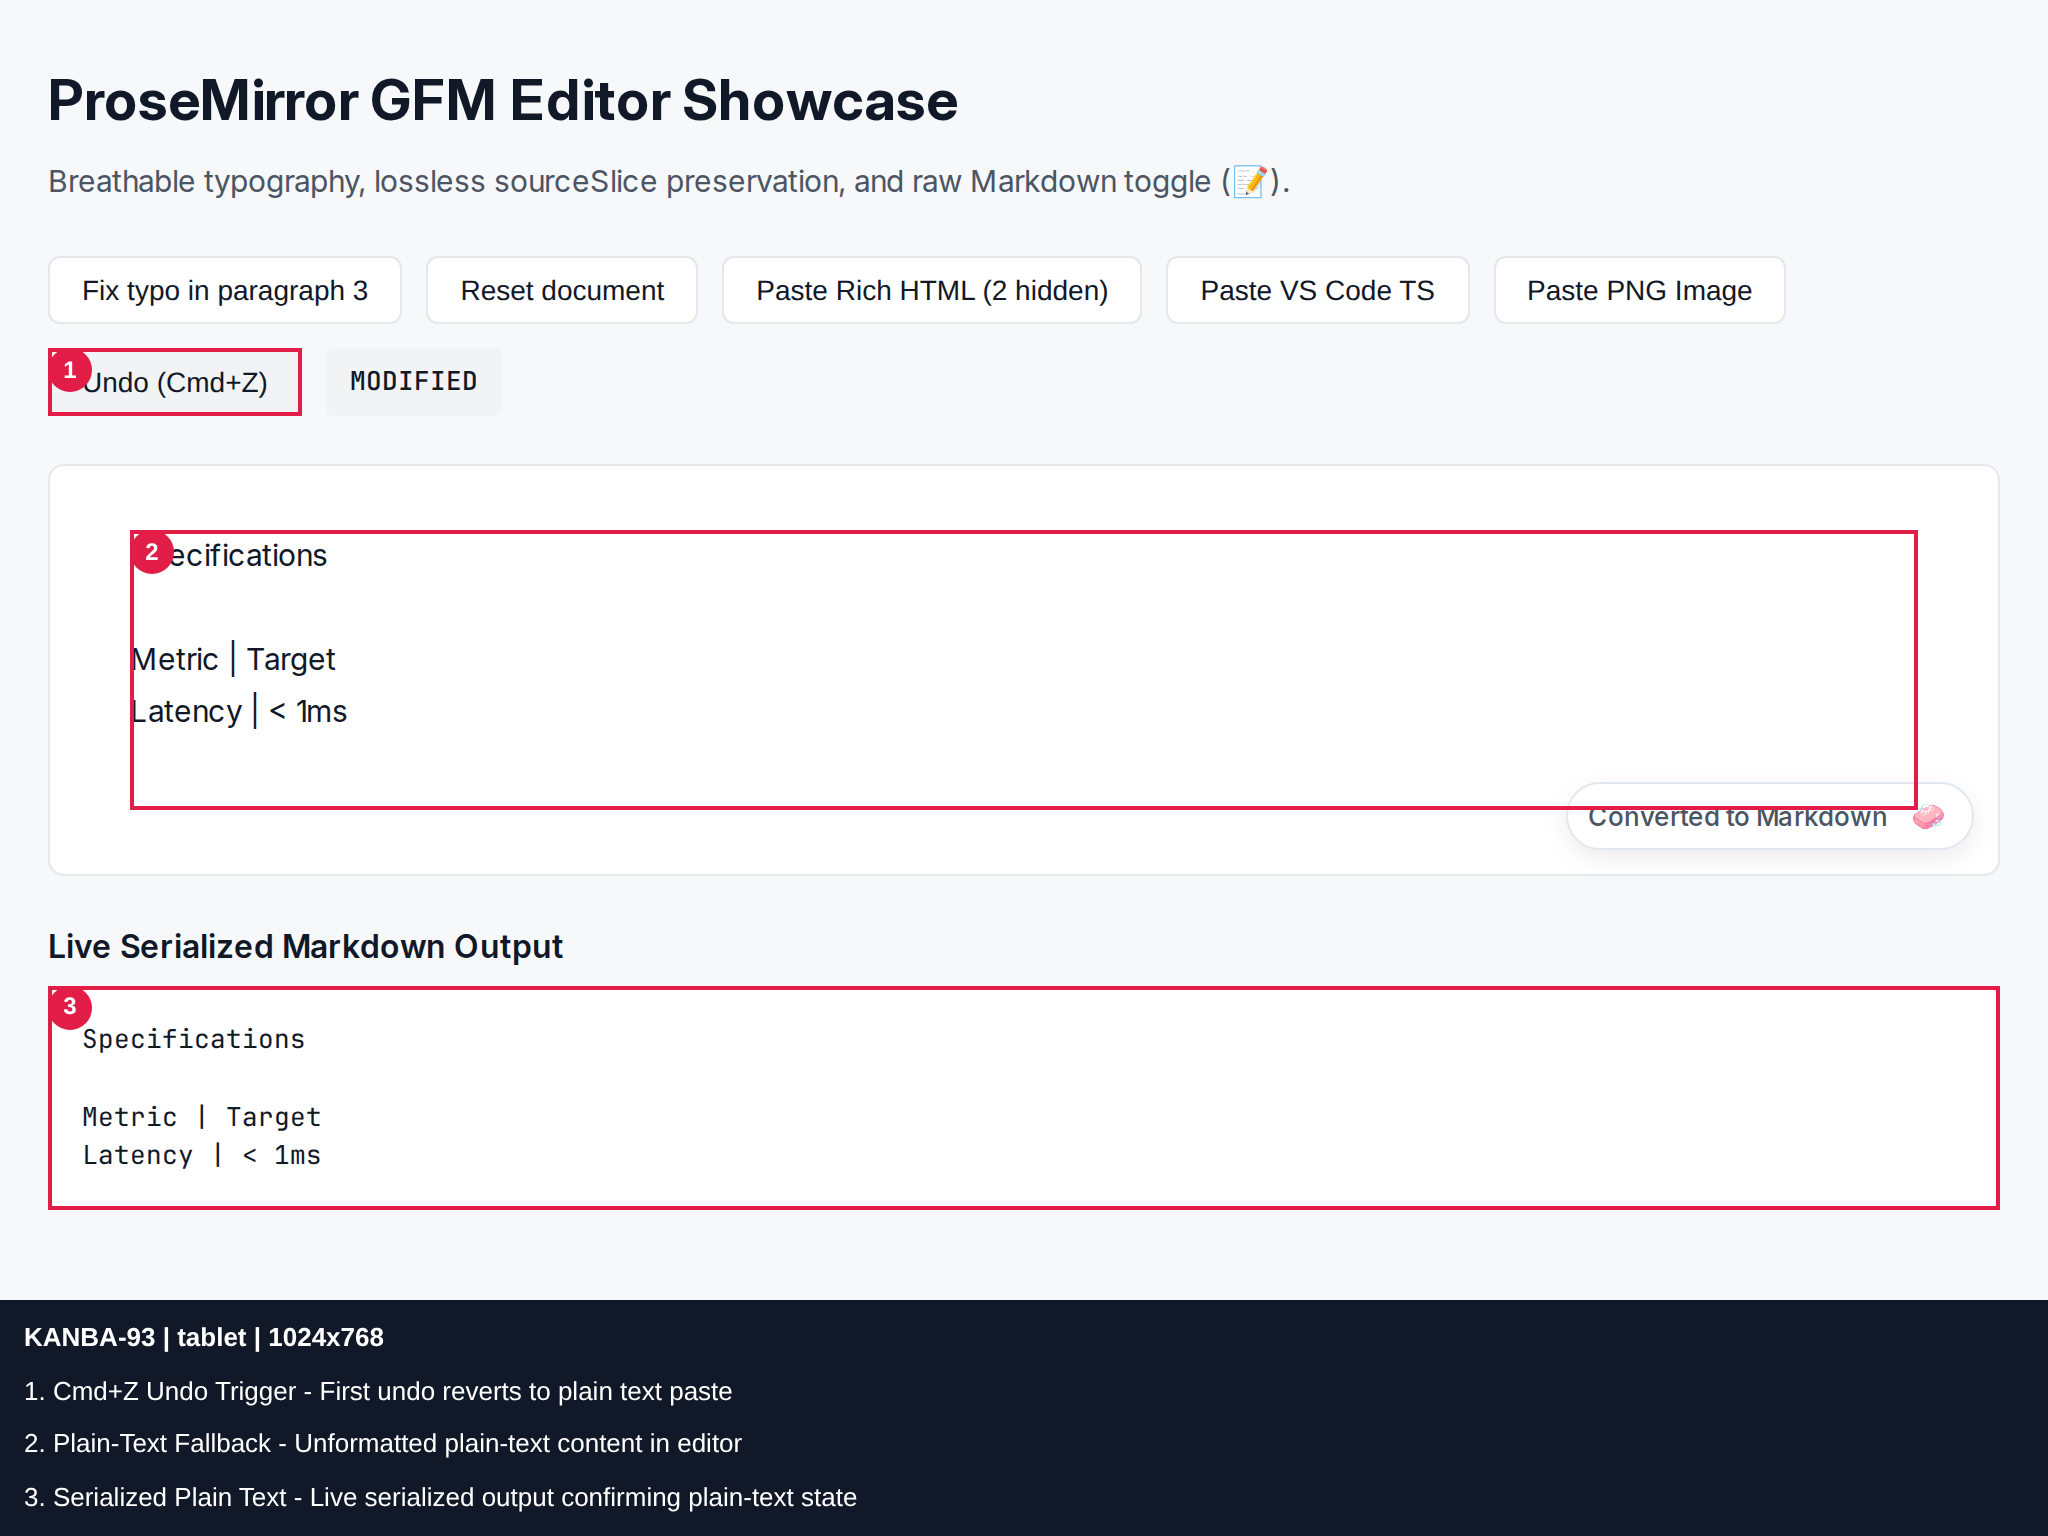 ProseMirror GFM Editor Showcase
Breathable typography, lossless sourceSlice preservation, and raw Markdown toggle (📝).
Fix typo in paragraph 3
Reset document
Paste Rich HTML (2 hidden)
Paste VS Code TS
Paste PNG Image
1
Undo (Cmd+Z)
MODIFIED
2
ecifications
Metric | Target
Latency | < 1ms
Converted to Markdown
Live Serialized Markdown Output
3
Specifications
Metric | Target
Latency | < 1ms
KANBA-93 | tablet | 1024x768
1. Cmd+Z Undo Trigger - First undo reverts to plain text paste
2. Plain-Text Fallback - Unformatted plain-text content in editor
3. Serialized Plain Text - Live serialized output confirming plain-text state